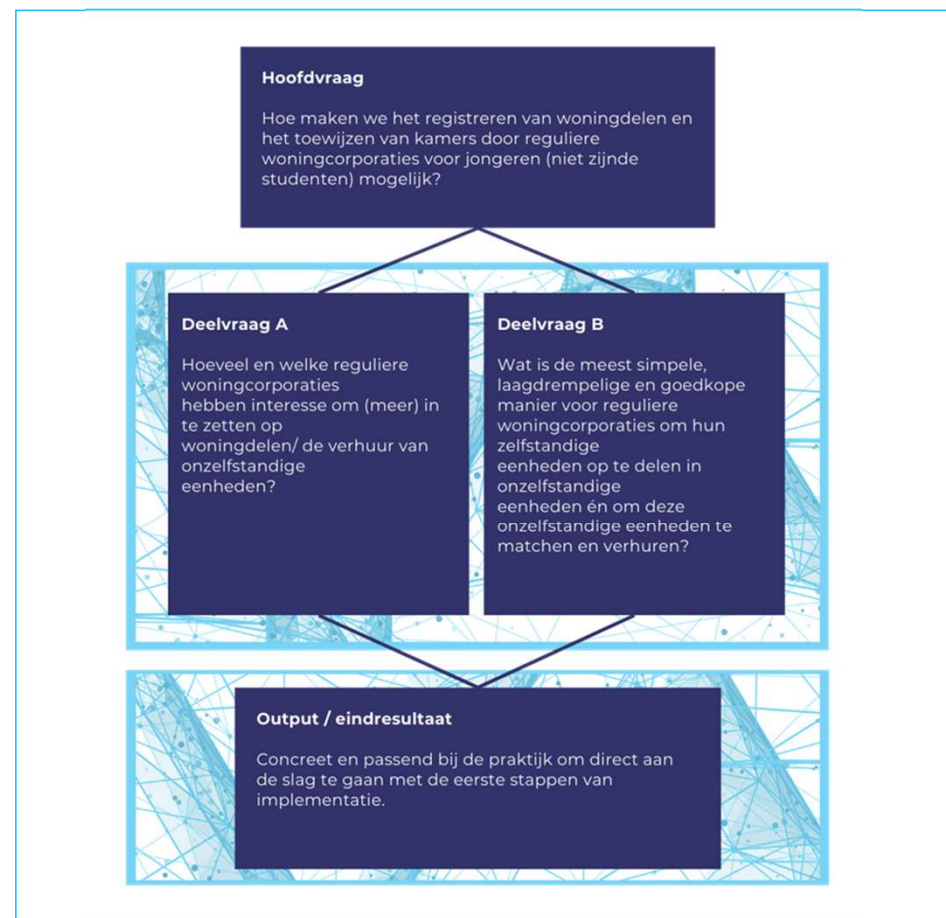 Hoofdvraag
Hoe maken we het registreren van woningdelen en
het toewijzen van kamers door reguliere
woningcorporaties voor jongeren (niet zijnde
studenten) mogelijk?
Deelvraag A
Hoeveel en welke reguliere
woningcorporaties
hebben interesse om (meer) in
te zetten op
woningdelen/ de verhuur van
onzelfstandige
eenheden?
Deelvraag B
Wat is de meest simpele,
laagdrempelige en goedkope
manier voor reguliere
woningcorporaties om hun
zelfstandige
eenheden op te delen in
onzelfstandige
eenheden én om deze
onzelfstandige eenheden te
matchen en verhuren?
Output / eindresultaat
Concreet en passend bij de praktijk om direct aan
de slag te gaan met de eerste stappen van
implementatie.